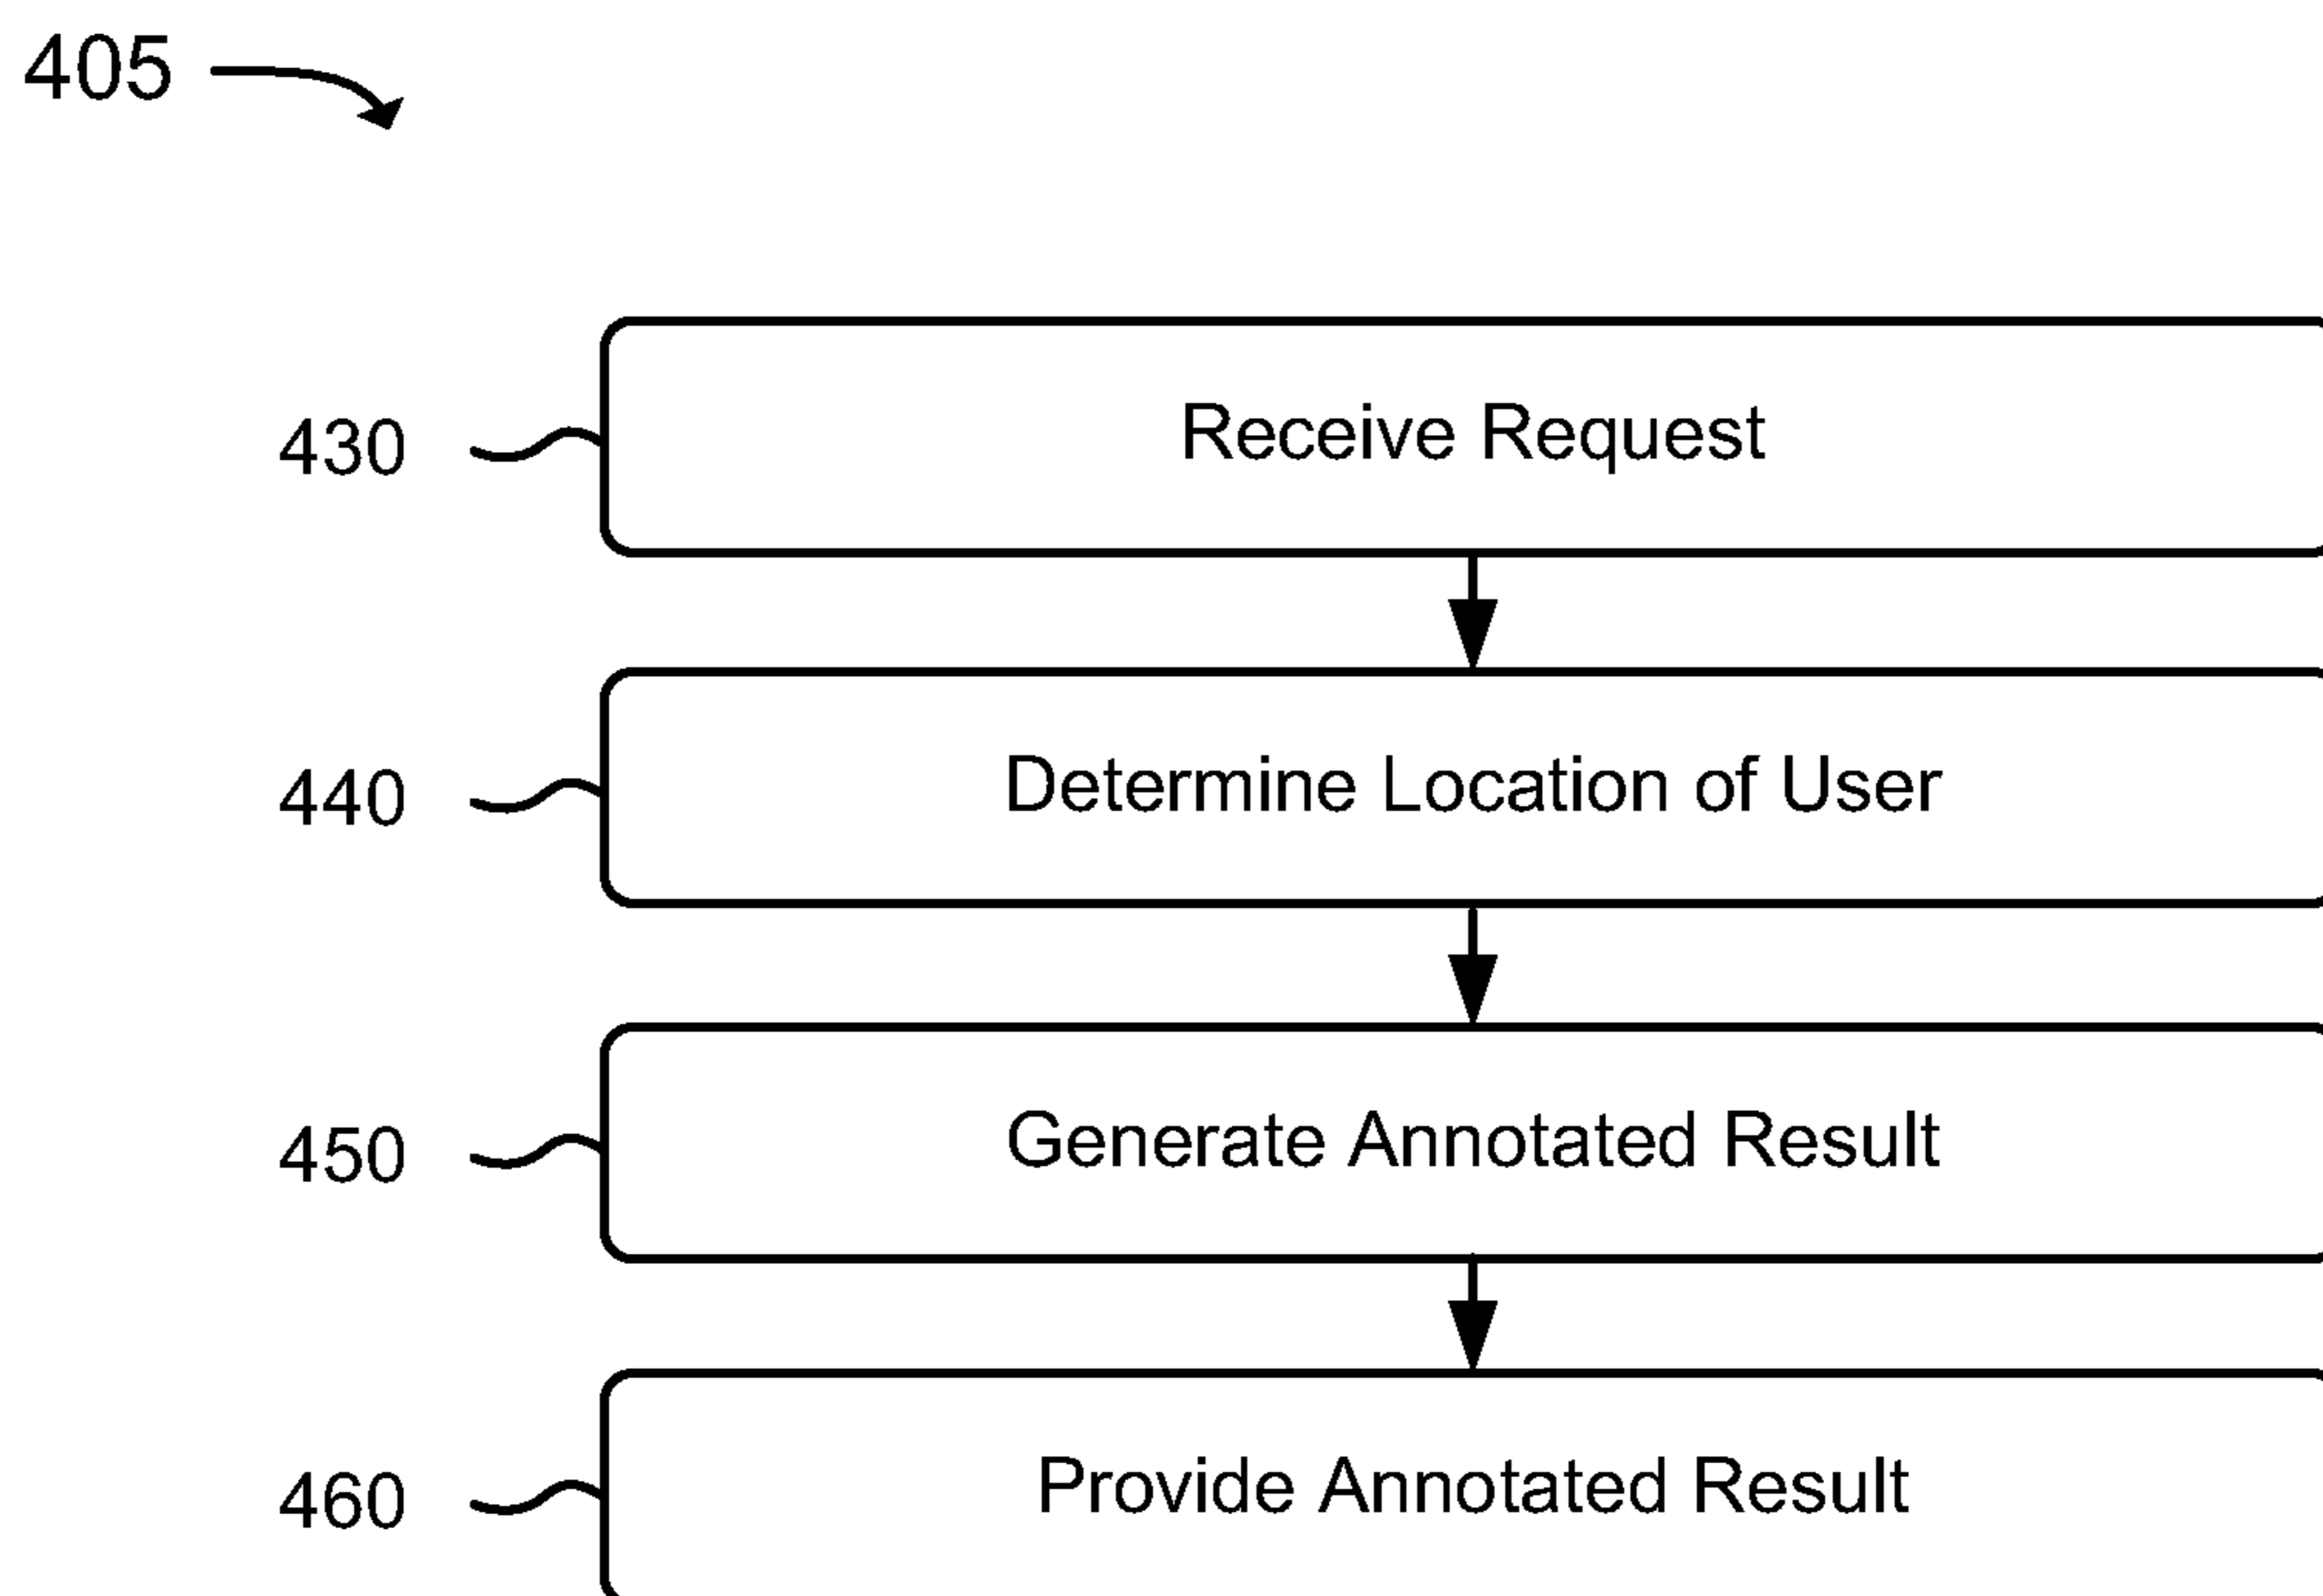 405
430
Receive Request
440
Determine Location of User
450
Generate Annotated Result
460
Provide Annotated Result